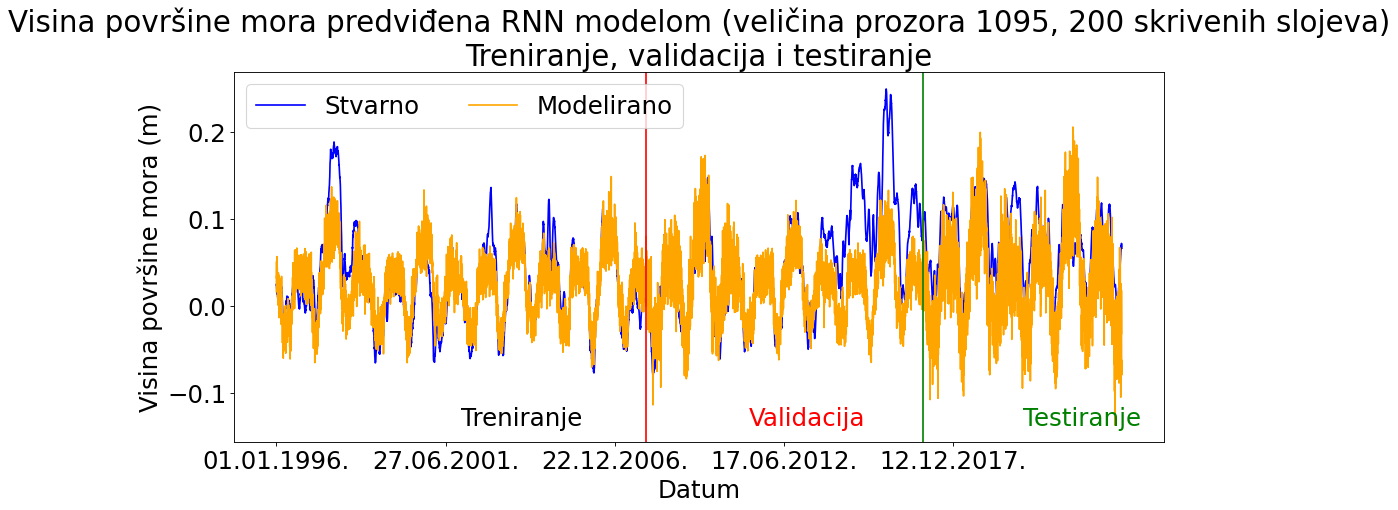 Visina površine mora predviđena RNN modelom (veličina prozora 1095, 200 skrivenih slojeva)
Treniranje, validacija i testiranje
Stvarno
Modelirano
Visina površine mora (m)
0.2
0.1
0.0
−0.1
Treniranje
Validacija
Testiranje
01.01.1996.
27.06.2001.
22.12.2006.
17.06.2012.
12.12.2017.
Datum